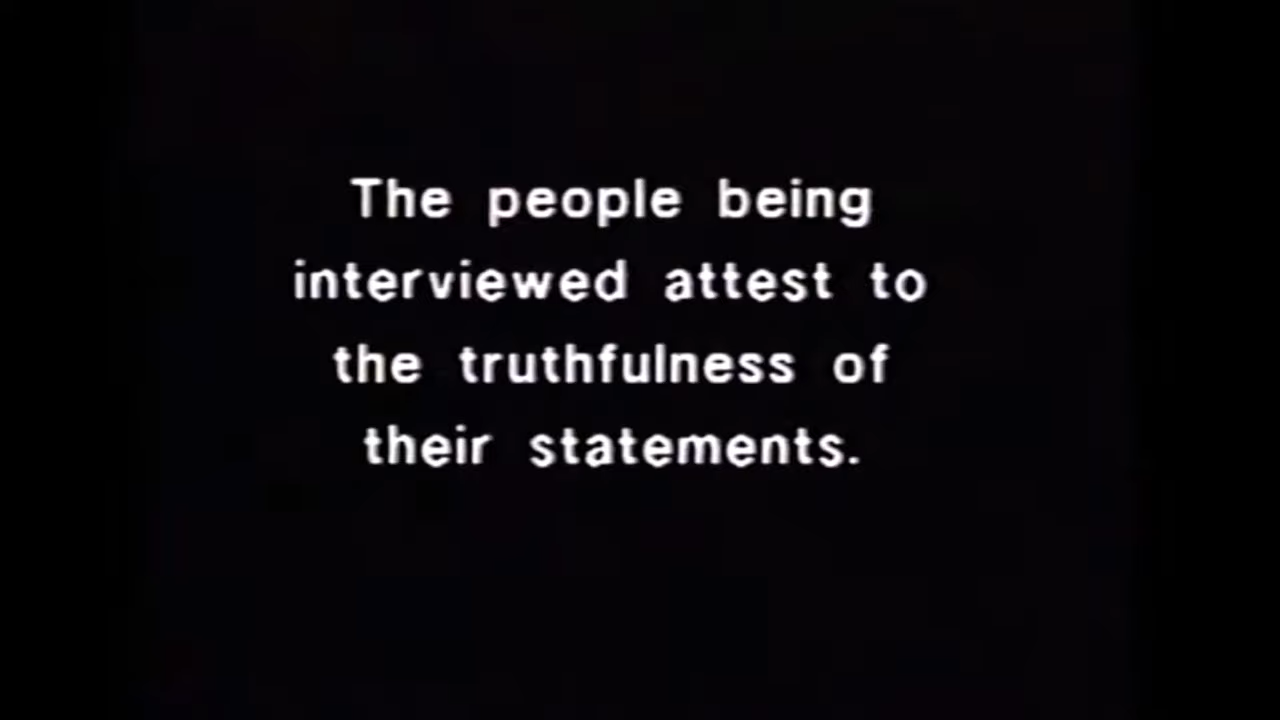 The people being
interviewed attest to
the truthfulness of
their statements.